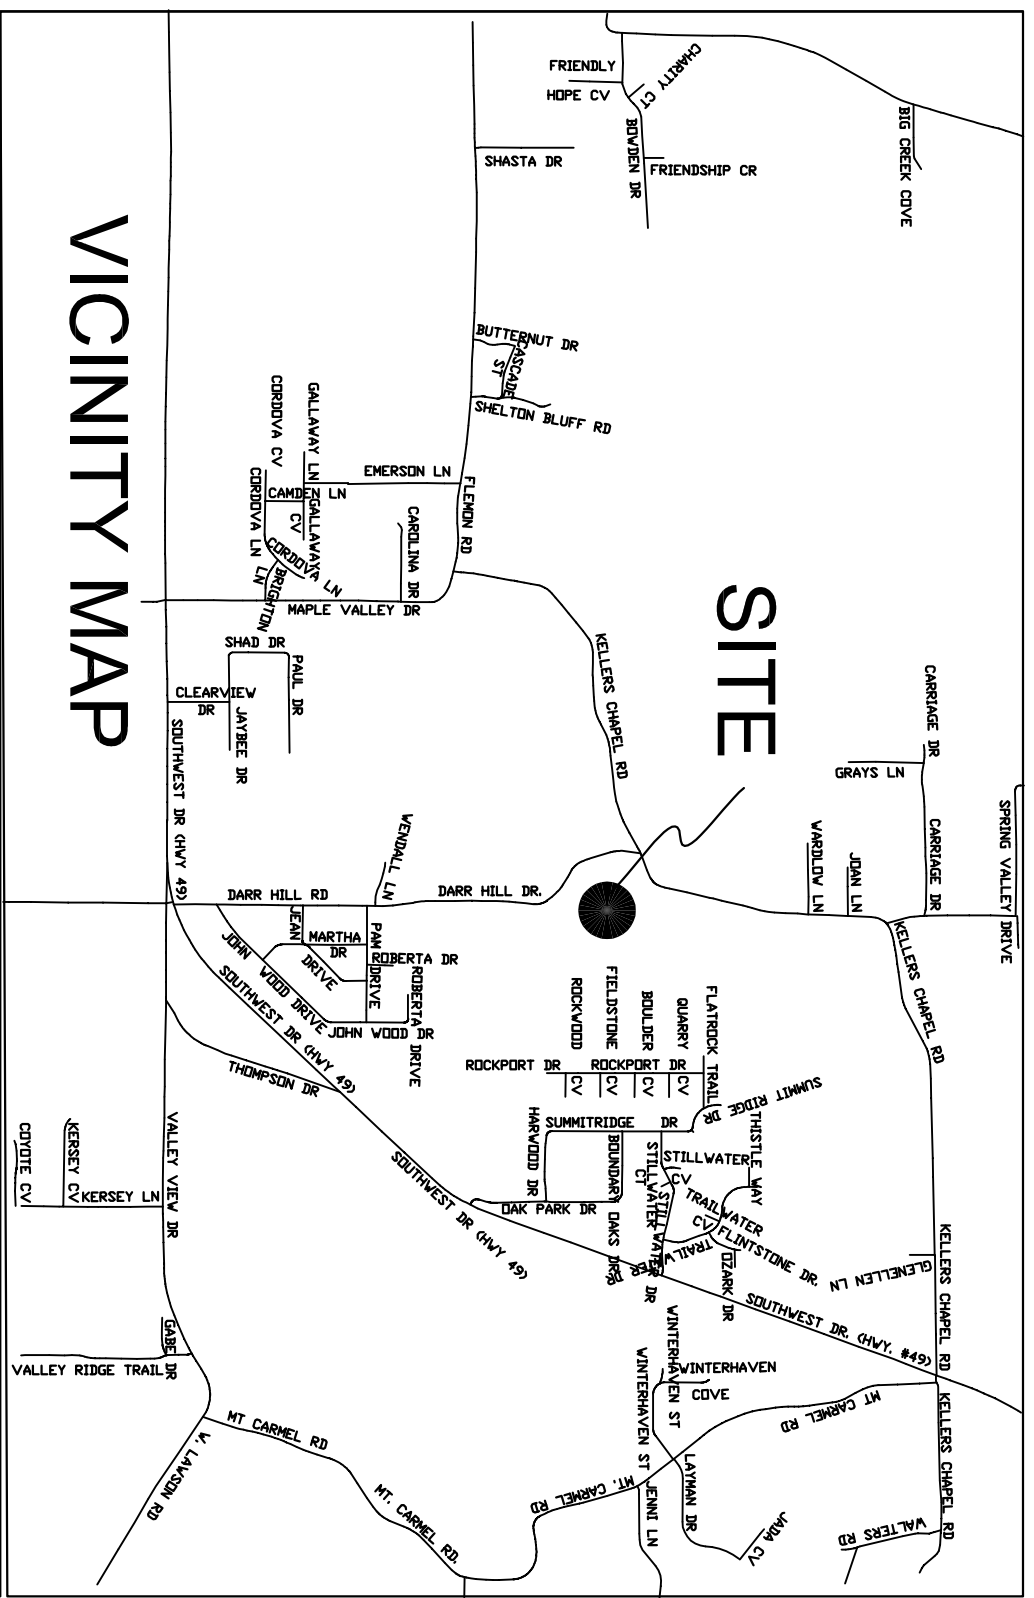 FRIENDLY
HOPE CV
CHARITY CT
BOWDEN DR
FRIENDSHIP CR
BIG CREEK COVE
SHASTA DR
BUTTERNUT DR
CASCADE
ST
SHELTON BLUFF RD
EMERSON LN
FLEMON RD
GALLAWAY LN
CORDOVA CV
CAMDEN LN
CORDOVA LN
GALLAWAY
CV
CORDOVA LN
BRIGHTON
LN
CAROLINA DR
MAPLE VALLEY DR
SHAD DR
PAUL DR
CLEARVIEW
DR
JAYBEE DR
SOUTHWEST DR (HWY 49)
KELLERS CHAPEL RD
SITE
VICINITY MAP
CARRIAGE DR
GRAYS LN
CARRIAGE DR
SPRING VALLEY DRIVE
WARDLOW LN
JOAN LN
WENDALL LN
DARR HILL RD
DARR HILL DR.
JEAN
DRIVE
MARTHA
DR
PAM DRIVE
ROBERTA DR
ROBERTA DRIVE
JOHN WOOD DRIVE
JOHN WOOD DR
SOUTHWEST DR (HWY 49)
THOMPSON DR
KELLERS CHAPEL RD
ROCKWOOD
CV
FIELDSTONE
CV
BOULDER
CV
QUARRY
CV
FLATROCK TRAIL
ROCKPORT DR
ROCKPORT DR
SUMMIT RIDGE DR
SUMMITRIDGE DR
HARWOOD DR
BOUNDARY OAKS DR
OAK PARK DR
STILLWATER
CT
STILLWATER
CV
STILLWATER DR
THISTLE WAY
TRAILWATER
CV
TRAILWATER DR
FLINTSTONE DR.
OZARK DR
GLENELLEN LN
KELLERS CHAPEL RD
SOUTHWEST DR (HWY 49)
SOUTHWEST DR. (HWY. #49)
COYOTE CV
KERSEY CV
KERSEY LN
VALLEY VIEW DR
GABE DR
VALLEY RIDGE TRAIL
WINTERHAVEN ST
WINTERHAVEN
COVE
WINTERHAVEN ST
MT CARMEL RD
MT CARMEL RD
W. LAWSON RD
MT. CARMEL RD.
MT. CARMEL RD
JENNI LN
LAYMAN DR
JADA CV
KELLERS CHAPEL RD
WALTERS RD